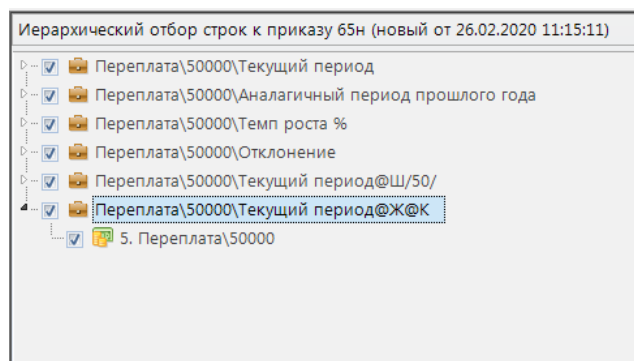 Иерархический отбор строк к приказу 65н (новый от 26.02.2020 11:15:11)
Переплата\50000\Текущий период
Переплата\50000\Аналагичный период прошлого года
Переплата\50000\Темп роста %
Переплата\50000\Отклонение
Переплата\50000\Текущий период@Ш/50/
Переплата\50000\Текущий период@Ж@К
5. Переплата\50000